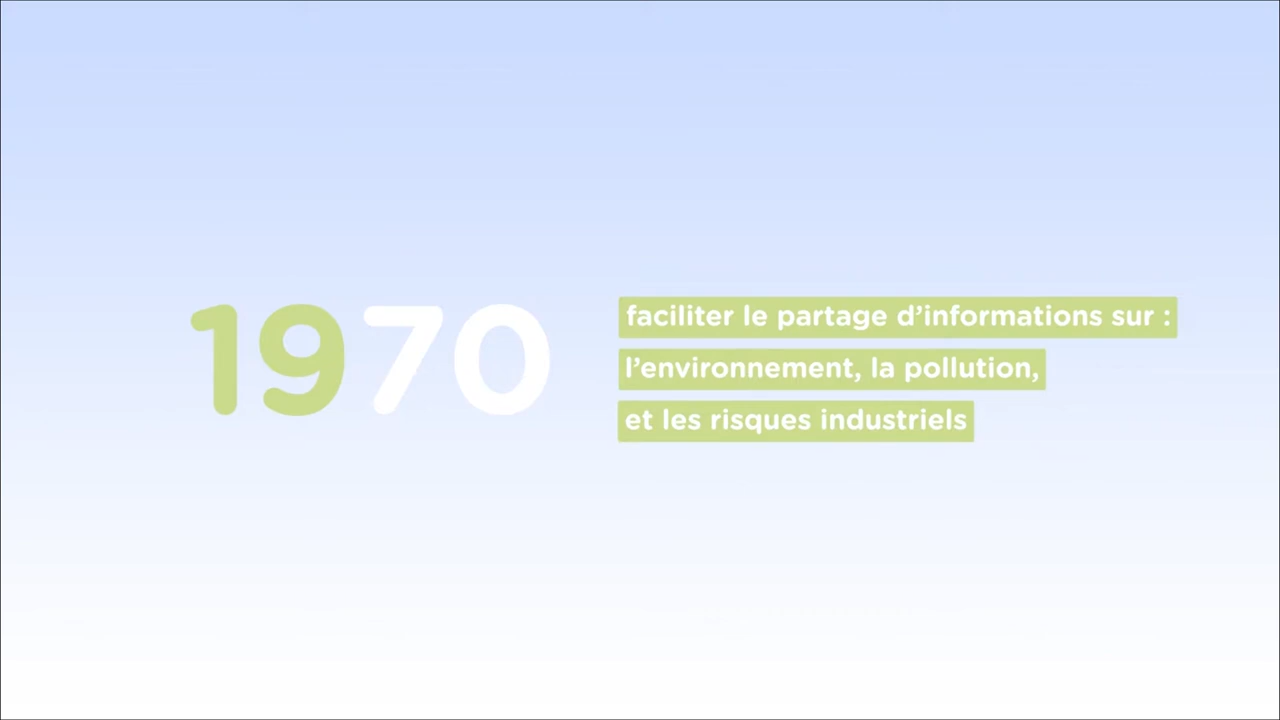 1970
faciliter le partage d’informations sur :
l’environnement, la pollution,
et les risques industriels